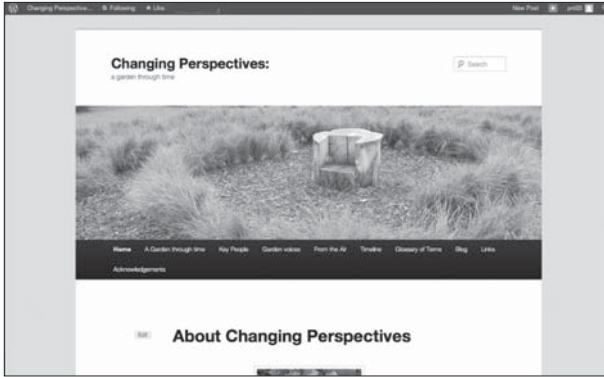 Changing Perspective... Following Like New Post
Changing Perspectives:
a garden through time
Search
Home A Garden through time Key People Garden voices From the Air Timeline Glossary of Terms Blog Links
Acknowledgements
Edit
About Changing Perspectives